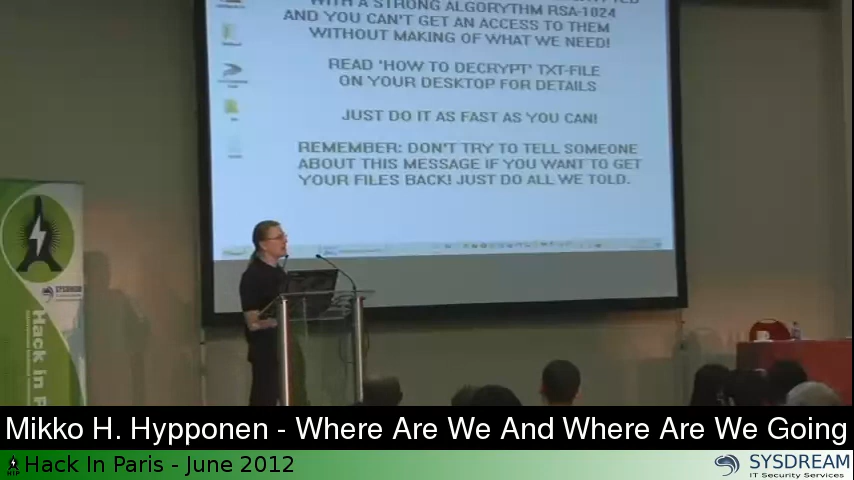 WITH A STRONG ALGORYTHM RSA-1024
AND YOU CAN'T GET AN ACCESS TO THEM
WITHOUT MAKING OF WHAT WE NEED!
READ 'HOW TO DECRYPT' TXT-FILE
ON YOUR DESKTOP FOR DETAILS
JUST DO IT AS FAST AS YOU CAN!
REMEMBER: DON'T TRY TO TELL SOMEONE
ABOUT THIS MESSAGE IF YOU WANT TO GET
YOUR FILES BACK! JUST DO ALL WE TOLD.
SYSDREAM
Hack in P
Mikko H. Hypponen - Where Are We And Where Are We Going
HIP
Hack In Paris - June 2012
SYSDREAM
IT Security Services